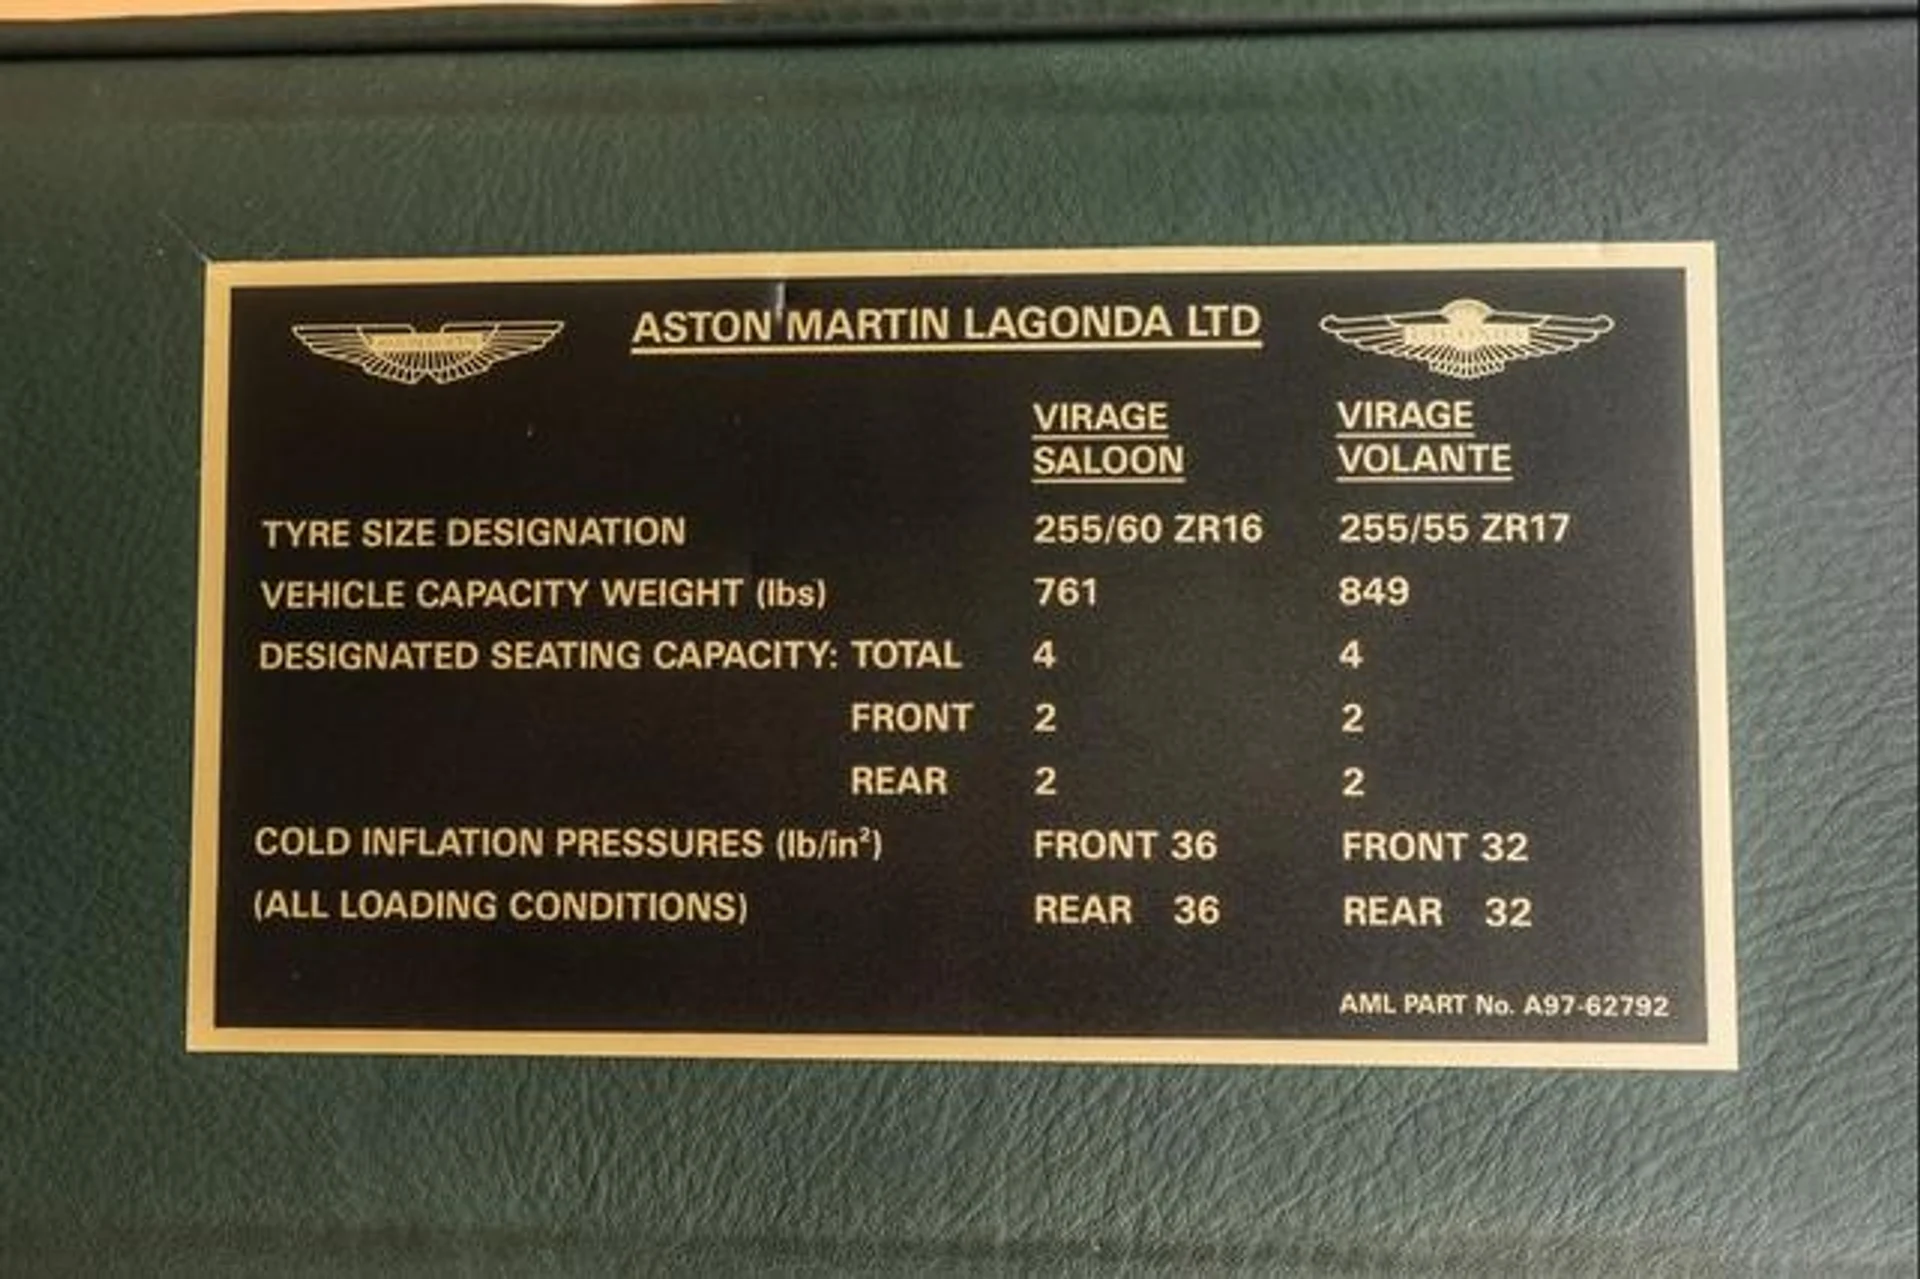 ASTON MARTIN LAGONDA LTD
VIRAGE SALOON VIRAGE VOLANTE
TYRE SIZE DESIGNATION 255/60 ZR16 255/55 ZR17
VEHICLE CAPACITY WEIGHT (lbs) 761 849
DESIGNATED SEATING CAPACITY: TOTAL 4 4
FRONT 2 2
REAR 2 2
COLD INFLATION PRESSURES (lb/in²) FRONT 36 FRONT 32
(ALL LOADING CONDITIONS) REAR 36 REAR 32
AML PART No. A97-62792